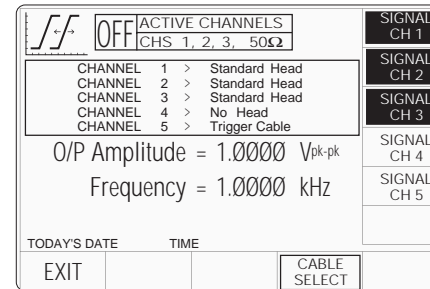 OFF
ACTIVE CHANNELS
CHS 1, 2, 3, 50Ω
CHANNEL 1 > Standard Head
CHANNEL 2 > Standard Head
CHANNEL 3 > Standard Head
CHANNEL 4 > No Head
CHANNEL 5 > Trigger Cable
O/P Amplitude = 1.0000 Vpk-pk
Frequency = 1.0000 kHz
TODAY'S DATE TIME
EXIT
CABLE
SELECT
SIGNAL
CH 1
SIGNAL
CH 2
SIGNAL
CH 3
SIGNAL
CH 4
SIGNAL
CH 5